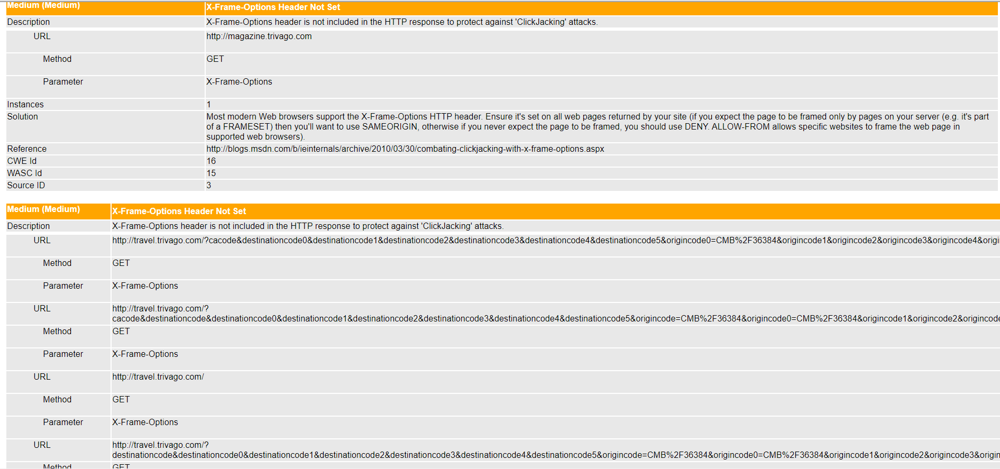 Medium (Medium) X-Frame-Options Header Not Set
Description X-Frame-Options header is not included in the HTTP response to protect against 'ClickJacking' attacks.
URL http://magazine.trivago.com
Method GET
Parameter X-Frame-Options
Instances 1
Solution Most modern Web browsers support the X-Frame-Options HTTP header. Ensure it's set on all web pages returned by your site (if you expect the page to be framed only by pages on your server (e.g. it's part
of a FRAMESET) then you'll want to use SAMEORIGIN, otherwise if you never expect the page to be framed, you should use DENY. ALLOW-FROM allows specific websites to frame the web page in
supported web browsers).
Reference http://blogs.msdn.com/b/ieinternals/archive/2010/03/30/combating-clickjacking-with-x-frame-options.aspx
CWE Id 16
WASC Id 15
Source ID 3
Medium (Medium) X-Frame-Options Header Not Set
Description X-Frame-Options header is not included in the HTTP response to protect against 'ClickJacking' attacks.
URL http://travel.trivago.com/?cacode&destinationcode0&destinationcode1&destinationcode2&destinationcode3&destinationcode4&destinationcode5&origincode0=CMB%2F36384&origincode1&origincode2&origincode3&origincode4&origi
Method GET
Parameter X-Frame-Options
URL http://travel.trivago.com/?
cacode&destinationcode&destinationcode0&destinationcode1&destinationcode2&destinationcode3&destinationcode4&destinationcode5&origincode=CMB%2F36384&origincode0=CMB%2F36384&origincode1&origincode2&origincode
Method GET
Parameter X-Frame-Options
URL http://travel.trivago.com/
Method GET
Parameter X-Frame-Options
URL http://travel.trivago.com/?
destinationcode&destinationcode0&destinationcode1&destinationcode2&destinationcode3&destinationcode4&destinationcode5&origincode=CMB%2F36384&origincode0=CMB%2F36384&origincode1&origincode2&origincode3&origin
Method GET